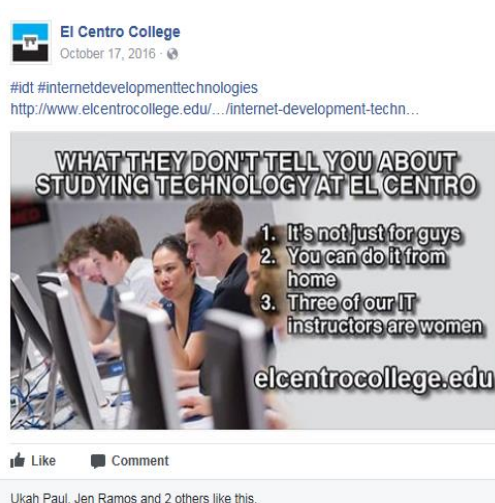 El Centro College
October 17, 2016
#idt #internetdevelopmenttechnologies
http://www.elcentrocollege.edu/.../internet-development-techn...
WHAT THEY DON'T TELL YOU ABOUT
STUDYING TECHNOLOGY AT EL CENTRO
1. It's not just for guys
2. You can do it from
home
3. Three of our IT
instructors are women
elcentrocollege.edu
Like Comment
Ukah Paul, Jen Ramos and 2 others like this.